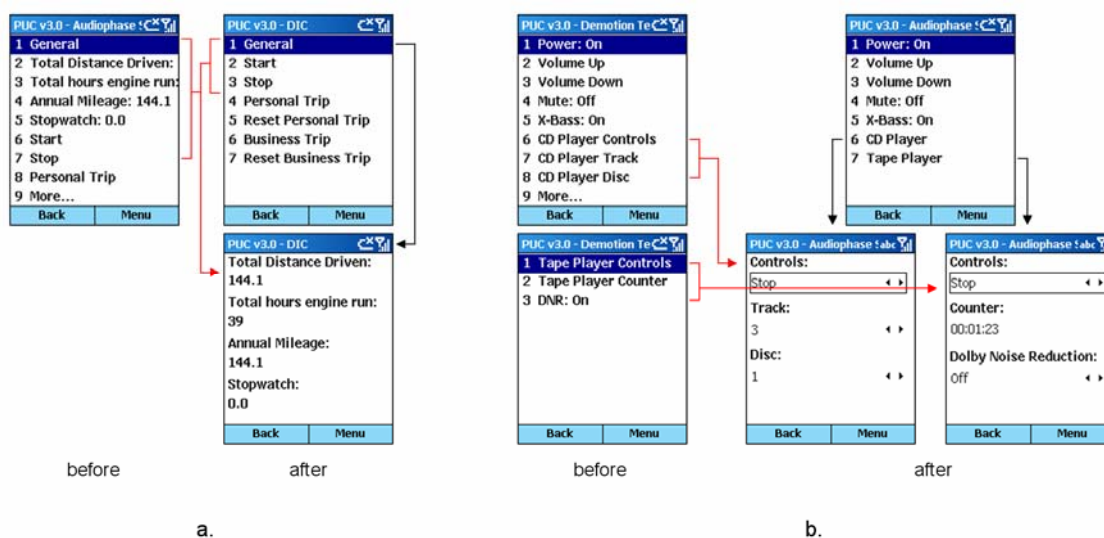 PUC v3.0 - Audiophase S
1 General
2 Total Distance Driven:
3 Total hours engine run:
4 Annual Mileage: 144.1
5 Stopwatch: 0.0
6 Start
7 Stop
8 Personal Trip
9 More...
Back Menu
PUC v3.0 - DIC
1 General
2 Start
3 Stop
4 Personal Trip
5 Reset Personal Trip
6 Business Trip
7 Reset Business Trip
Back Menu
PUC v3.0 - DIC
Total Distance Driven:
144.1
Total hours engine run:
39
Annual Mileage:
144.1
Stopwatch:
0.0
Back Menu
before after
a.
PUC v3.0 - Demotion Te
1 Power: On
2 Volume Up
3 Volume Down
4 Mute: Off
5 X-Bass: On
6 CD Player Controls
7 CD Player Track
8 CD Player Disc
9 More...
Back Menu
PUC v3.0 - Demotion Te
1 Tape Player Controls
2 Tape Player Counter
3 DNR: On
Back Menu
PUC v3.0 - Audiophase S
1 Power: On
2 Volume Up
3 Volume Down
4 Mute: Off
5 X-Bass: On
6 CD Player
7 Tape Player
Back Menu
PUC v3.0 - Audiophase S abc
Controls:
Stop
Track:
3
Disc:
1
Back Menu
PUC v3.0 - Audiophase S abc
Controls:
Stop
Counter:
00:01:23
Dolby Noise Reduction:
Off
Back Menu
before after
b.